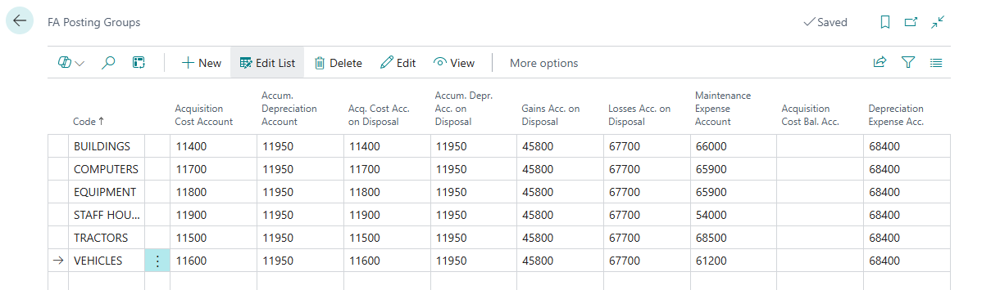 FA Posting Groups
Saved
New Edit List Delete Edit View More options
Code ↑ Acquisition Cost Account Accum. Depreciation Account Acq. Cost Acc. on Disposal Accum. Depr. Acc. on Disposal Gains Acc. on Disposal Losses Acc. on Disposal Maintenance Expense Account Acquisition Cost Bal. Acc. Depreciation Expense Acc.
BUILDINGS 11400 11950 11400 11950 45800 67700 66000 68400
COMPUTERS 11700 11950 11700 11950 45800 67700 65900 68400
EQUIPMENT 11800 11950 11800 11950 45800 67700 65900 68400
STAFF HOU... 11900 11950 11900 11950 45800 67700 54000 68400
TRACTORS 11500 11950 11500 11950 45800 67700 68500 68400
VEHICLES 11600 11950 11600 11950 45800 67700 61200 68400